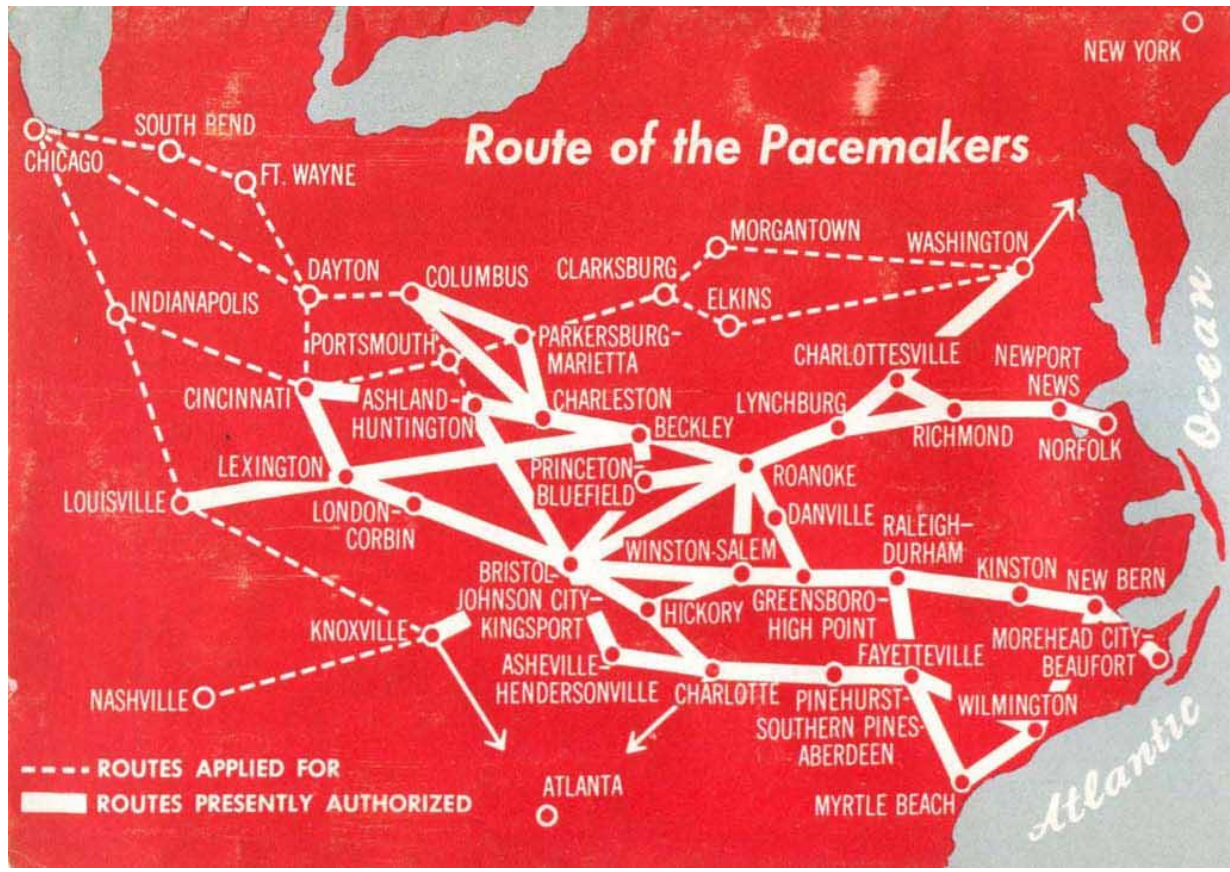 NEW YORK
SOUTH BEND
CHICAGO
Route of the Pacemakers
FT. WAYNE
MORGANTOWN
WASHINGTON
DAYTON
COLUMBUS
CLARKSBURG
INDIANAPOLIS
ELKINS
PORTSMOUTH
PARKERSBURG-
MARIETTA
CHARLOTTESVILLE
NEWPORT
NEWS
CINCINNATI
ASHLAND-
HUNTINGTON
CHARLESTON
LYNCHBURG
BECKLEY
RICHMOND
NORFOLK
Ocean
LEXINGTON
PRINCETON-
BLUEFIELD
ROANOKE
LOUISVILLE
LONDON-
CORBIN
DANVILLE
RALEIGH-
DURHAM
WINSTON-SALEM
KINSTON
NEW BERN
BRISTOL-
JOHNSON CITY-
KINGSPORT
HICKORY
GREENSBORO-
HIGH POINT
KNOXVILLE
MOREHEAD CITY-
BEAUFORT
ASHEVILLE-
HENDERSONVILLE
CHARLOTTE
FAYETTEVILLE
NASHVILLE
PINEHURST-
SOUTHERN PINES-
ABERDEEN
WILMINGTON
Atlantic
ROUTES APPLIED FOR
ROUTES PRESENTLY AUTHORIZED
ATLANTA
MYRTLE BEACH